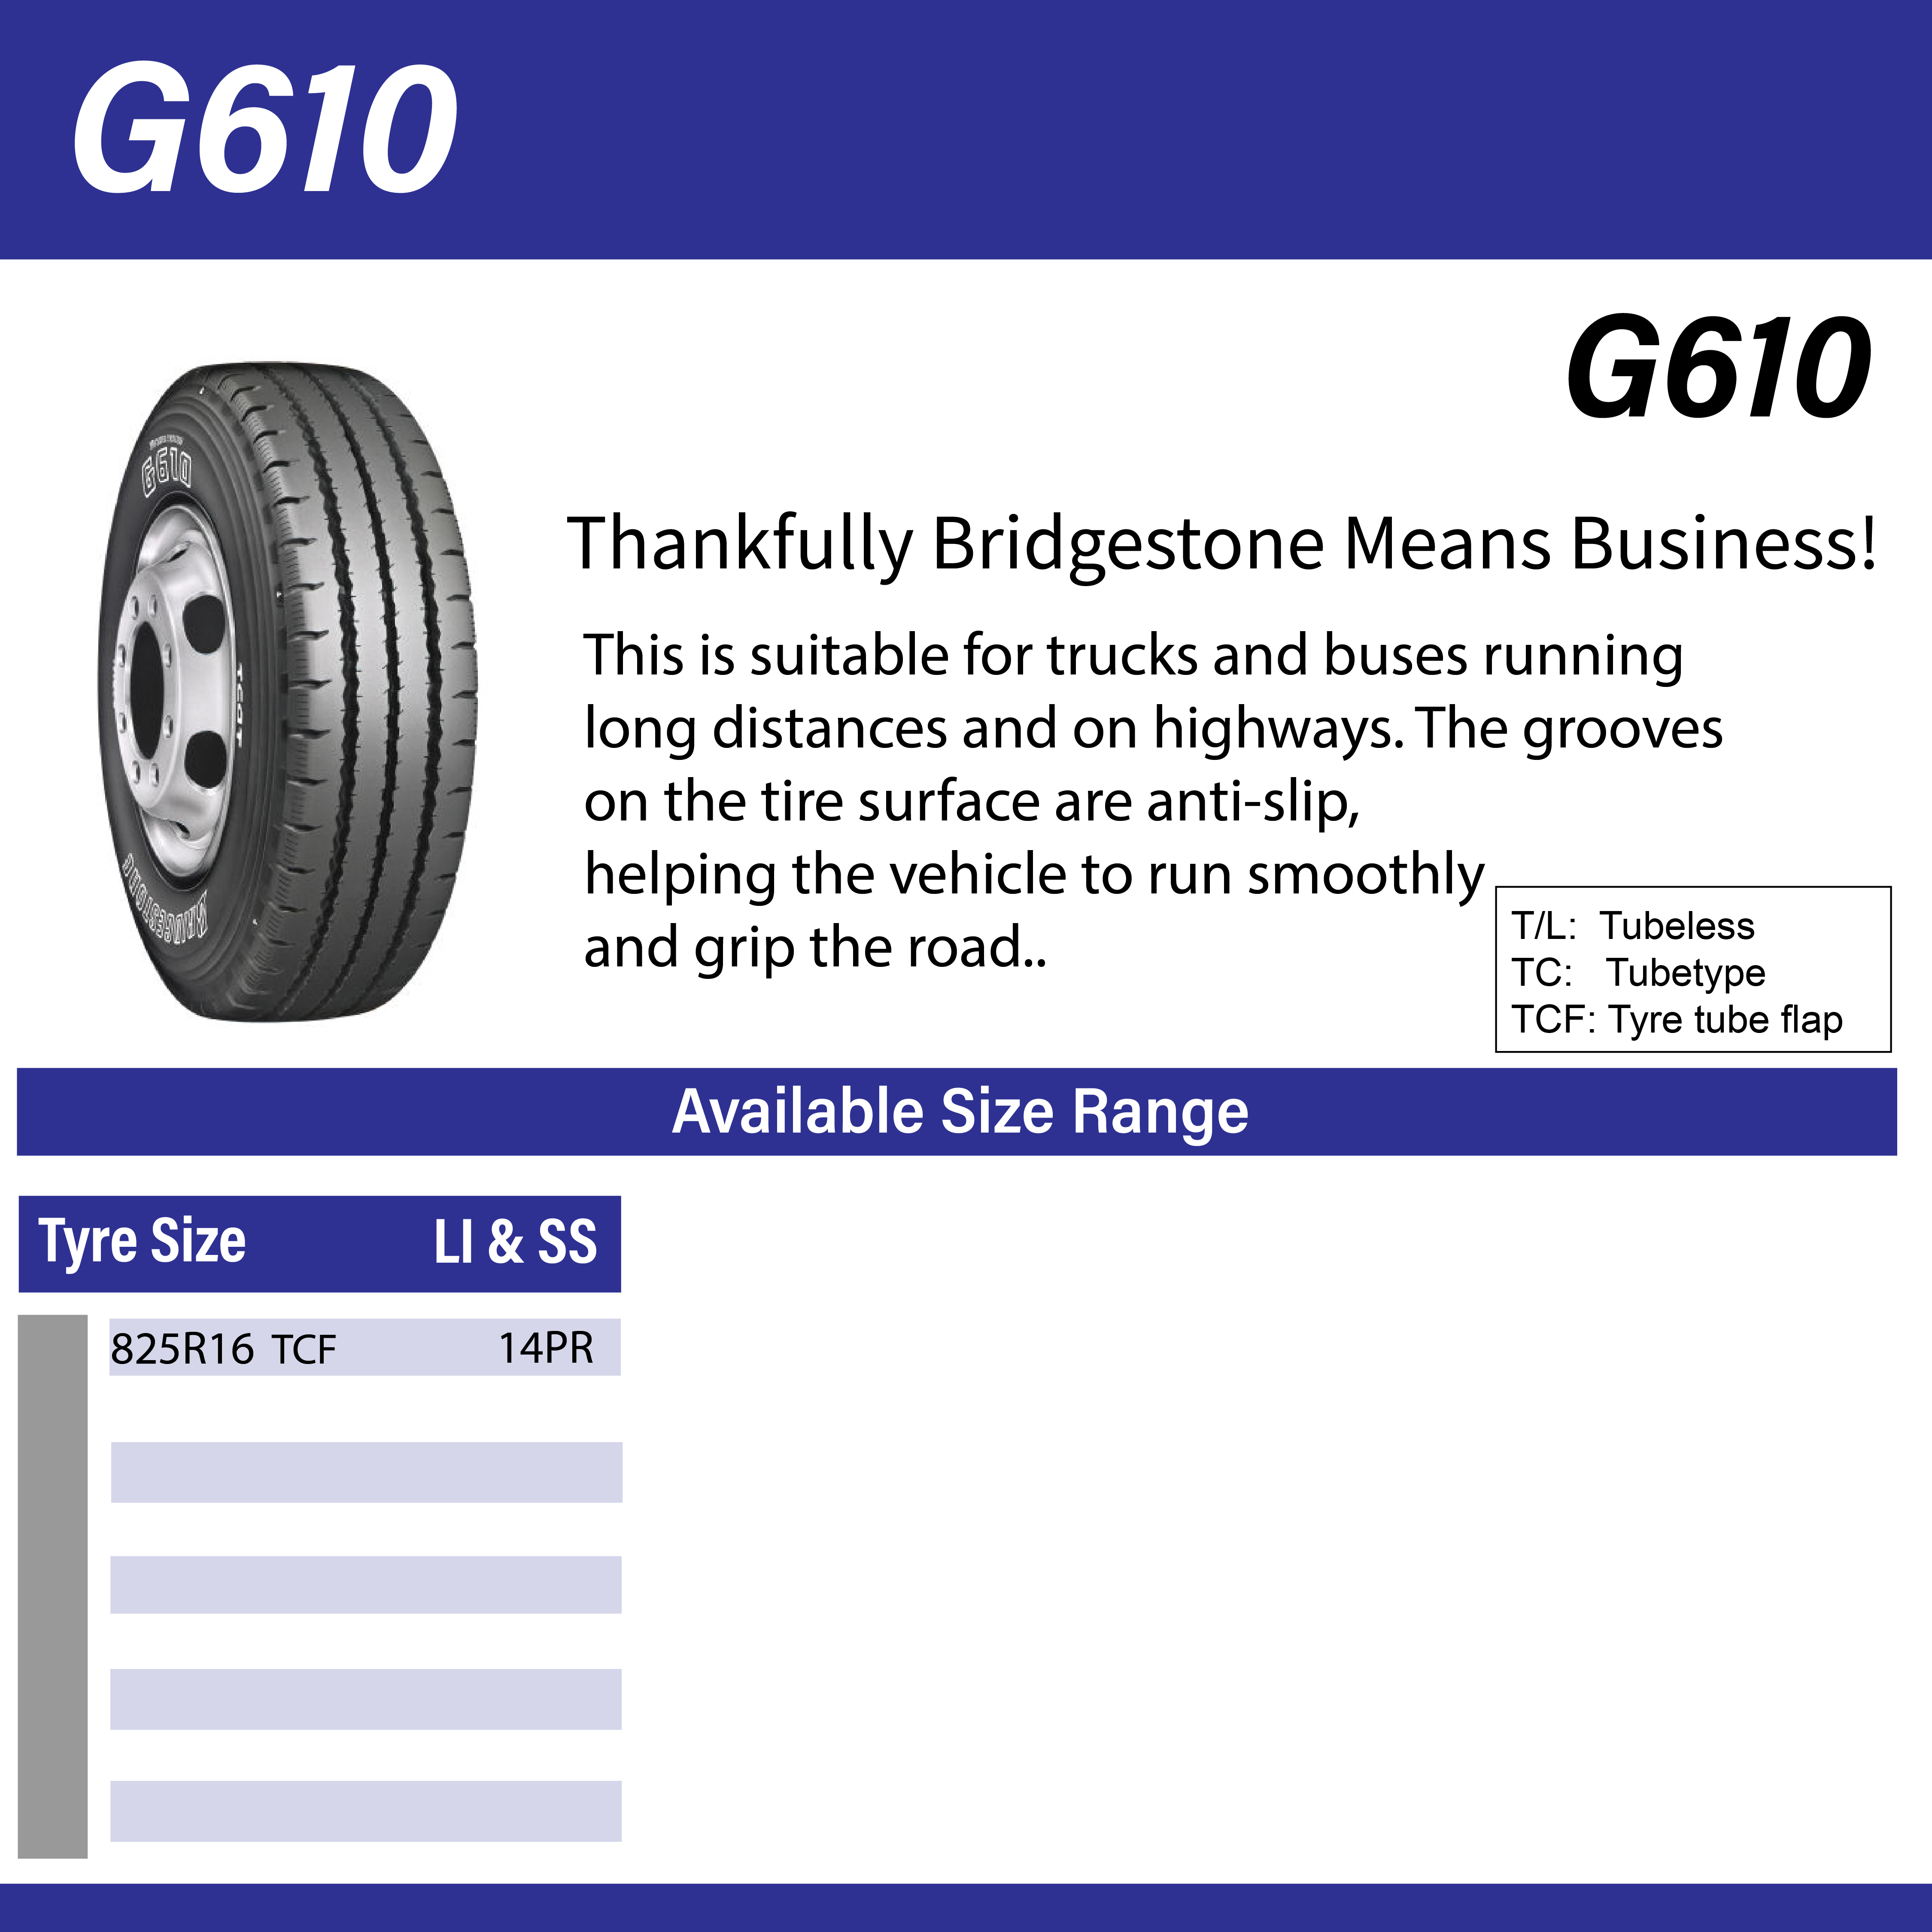 G610
G610
G610
BRIDGESTONE
Thankfully Bridgestone Means Business!
This is suitable for trucks and buses running
long distances and on highways. The grooves
on the tire surface are anti-slip,
helping the vehicle to run smoothly
and grip the road..
T/L: Tubeless
TC: Tubetype
TCF: Tyre tube flap
Available Size Range
Tyre Size LI & SS
825R16 TCF 14PR